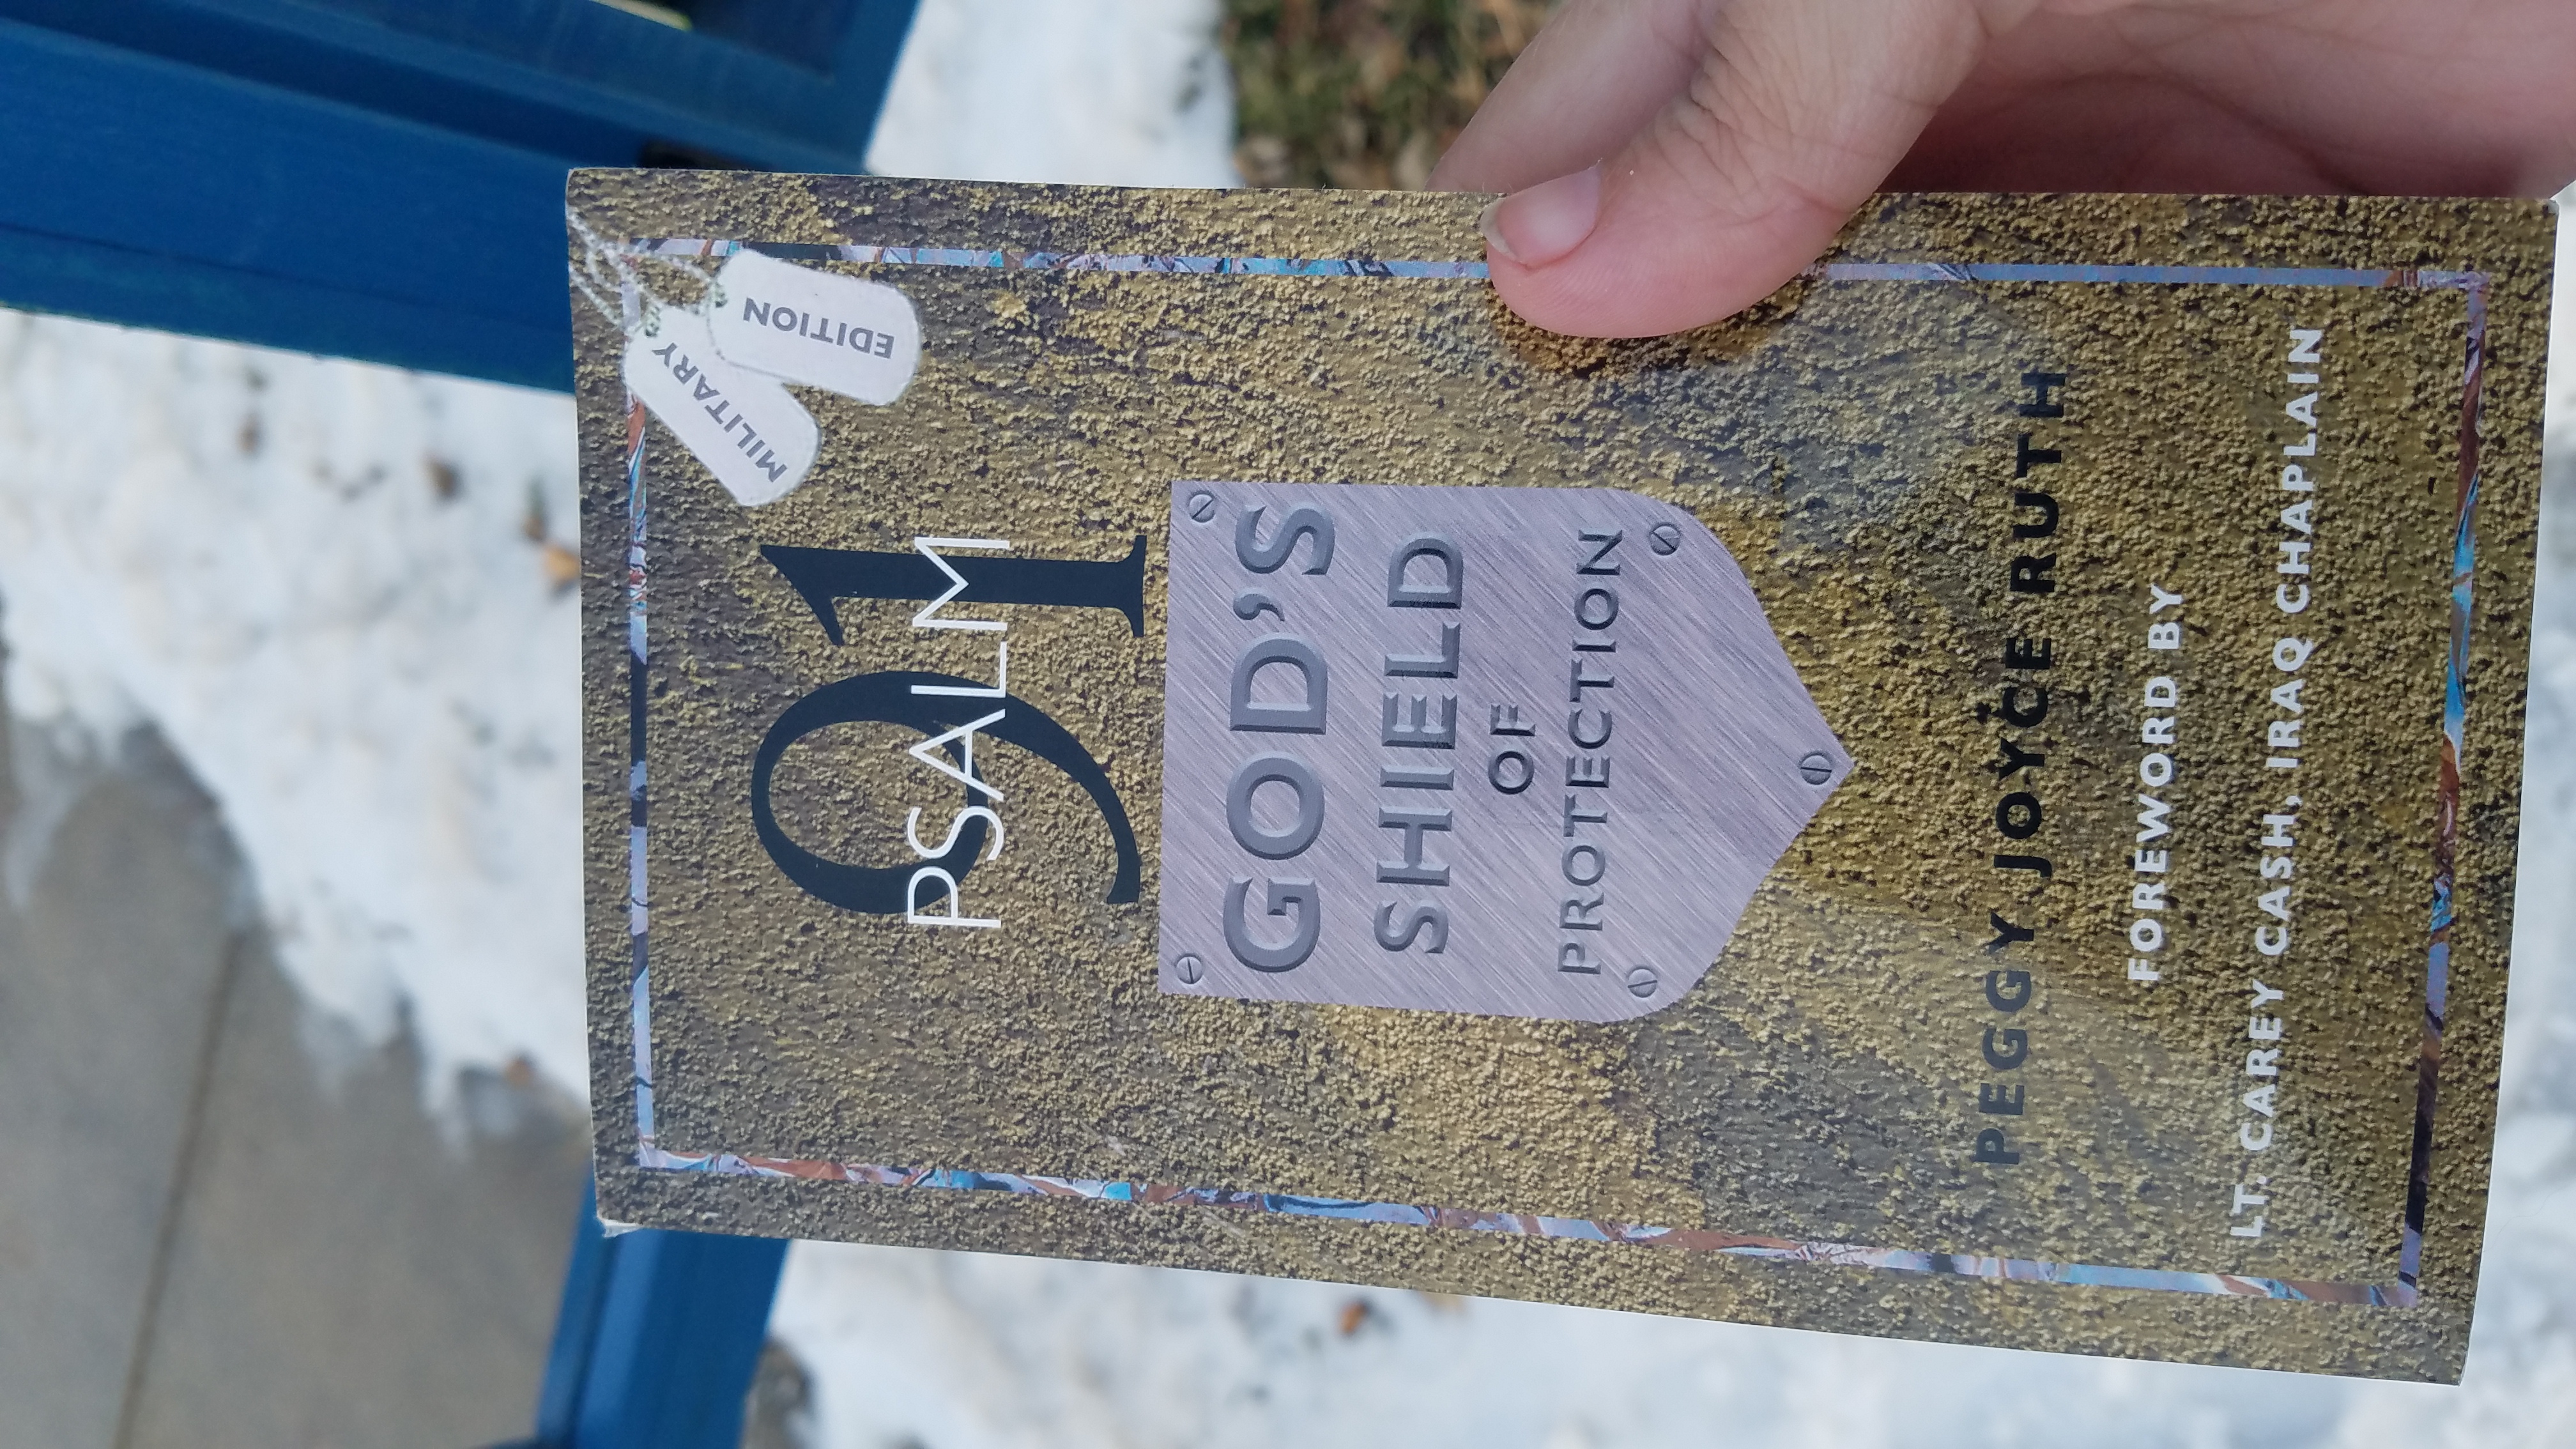 MILITARY
EDITION
PSALM
91
GOD'S
SHIELD
OF
PROTECTION
PEGGY JOYCE RUTH
FOREWORD BY
LT. CAREY CASH, IRAQ CHAPLAIN